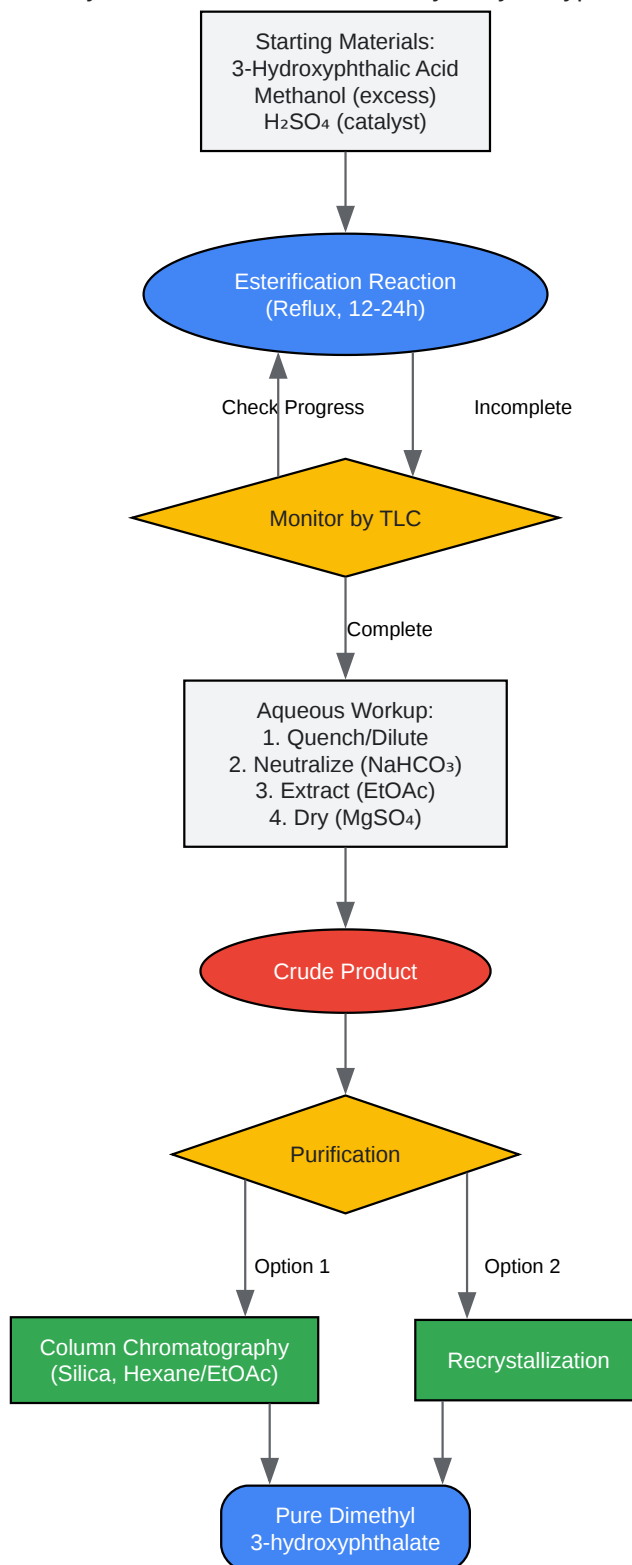 Starting Materials:
3-Hydroxyphthalic Acid
Methanol (excess)
H₂SO₄ (catalyst)
Esterification Reaction
(Reflux, 12-24h)
Check Progress
Incomplete
Monitor by TLC
Complete
Aqueous Workup:
1. Quench/Dilute
2. Neutralize (NaHCO₃)
3. Extract (EtOAc)
4. Dry (MgSO₄)
Crude Product
Purification
Option 1
Option 2
Column Chromatography
(Silica, Hexane/EtOAc)
Recrystallization
Pure Dimethyl
3-hydroxyphthalate